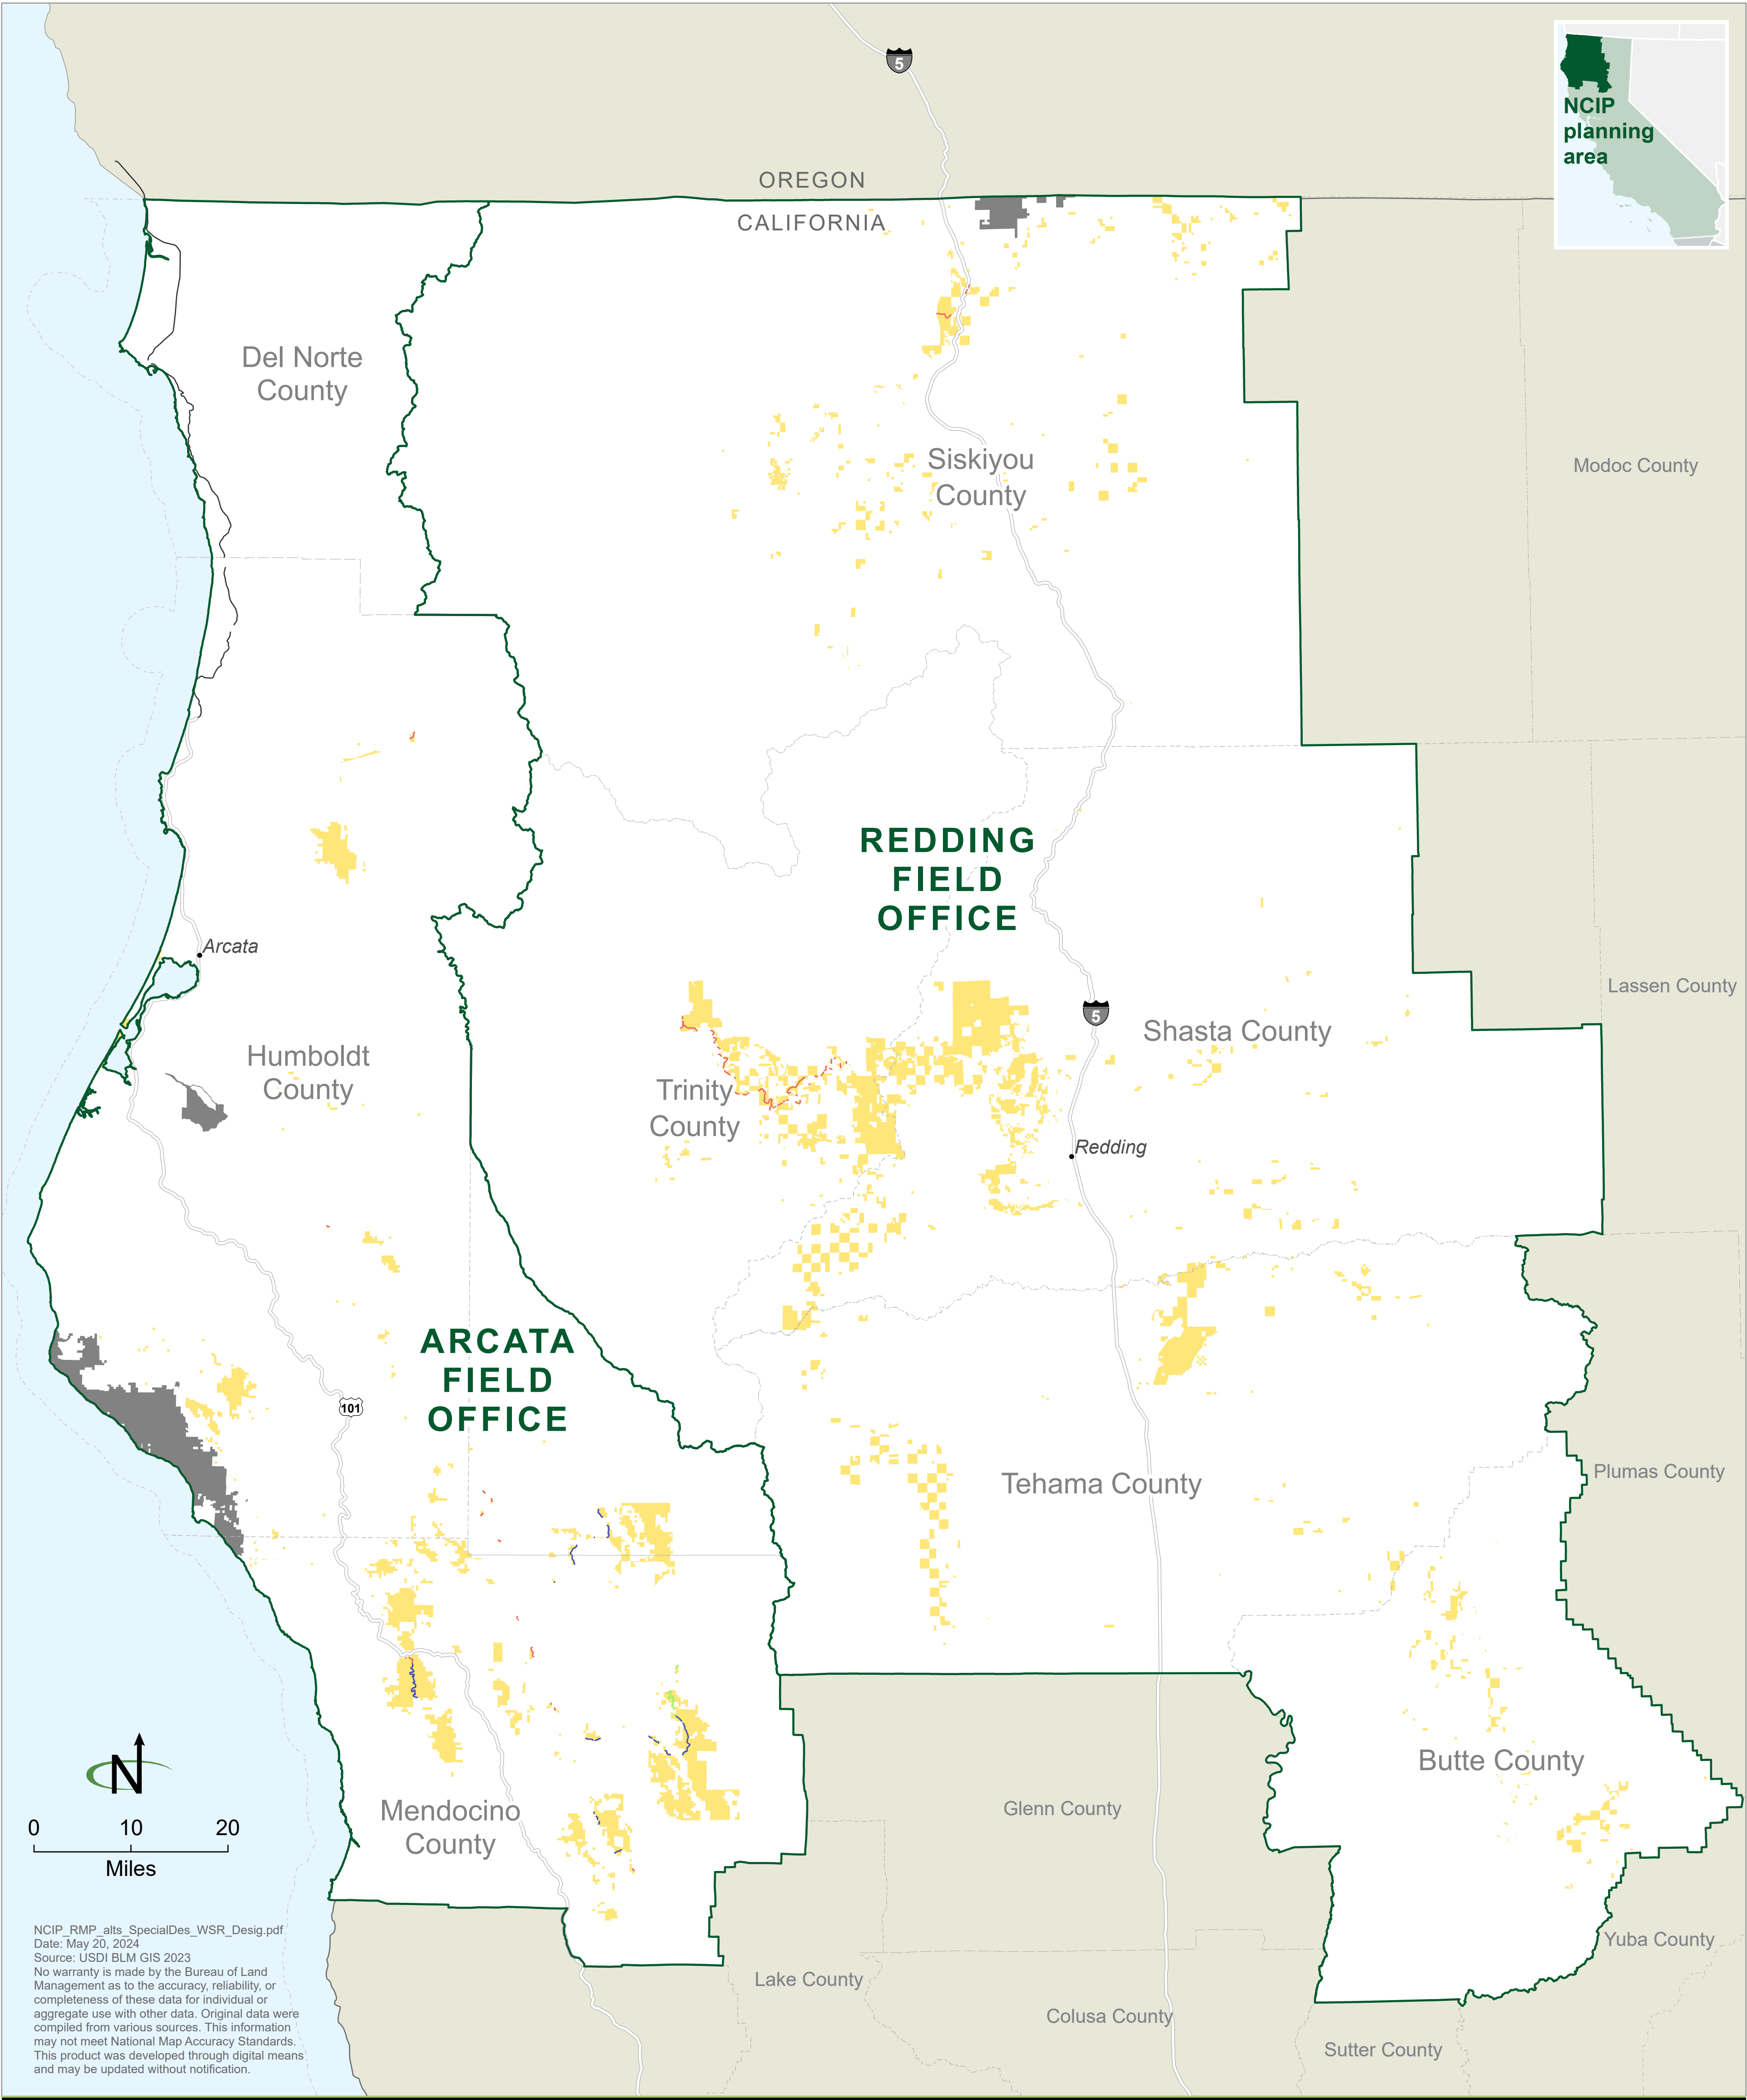 5
NCIP
planning
area
OREGON
CALIFORNIA
Del Norte
County
Siskiyou
County
Modoc County
REDDING
FIELD
OFFICE
Arcata
Lassen County
5
Shasta County
Humboldt
County
Trinity
County
Redding
ARCATA
FIELD
OFFICE
101
Plumas County
Tehama County
Butte County
N
Glenn County
Mendocino
County
0 10 20
Miles
NCIP_RMP_alts_SpecialDes_WSR_Desig.pdf
Date: May 20, 2024
Source: USDI BLM GIS 2023
No warranty is made by the Bureau of Land
Management as to the accuracy, reliability, or
completeness of these data for individual or
aggregate use with other data. Original data were
compiled from various sources. This information
may not meet National Map Accuracy Standards.
This product was developed through digital means
and may be updated without notification.
Yuba County
Lake County
Colusa County
Sutter County